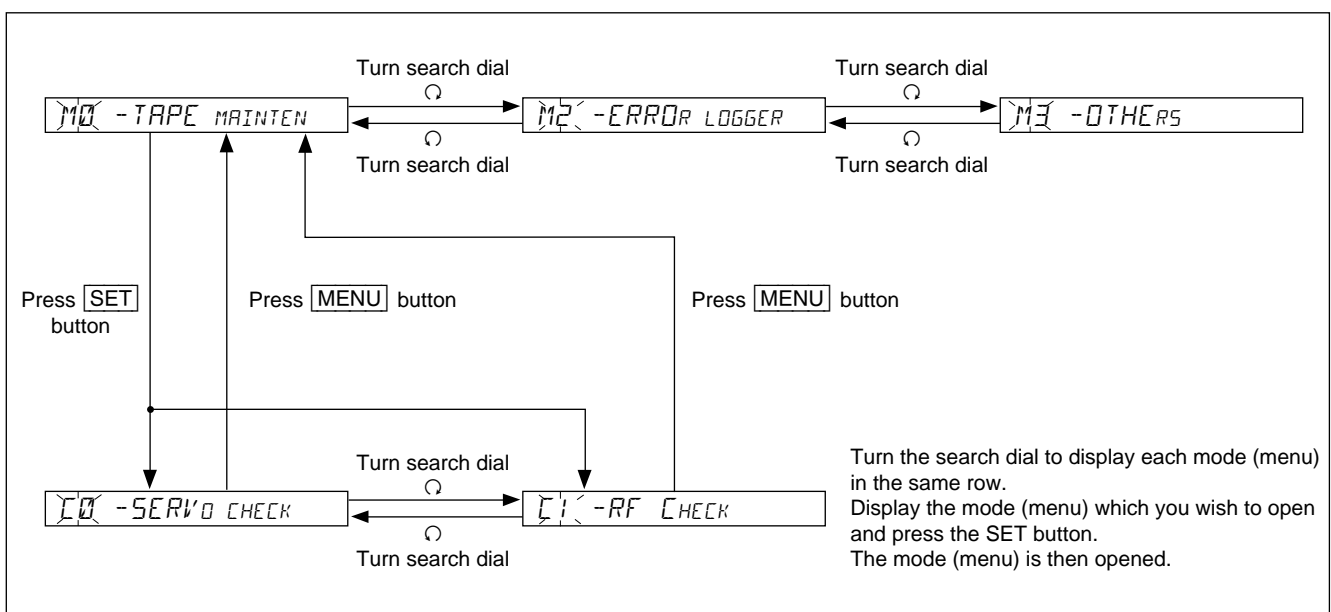 Turn search dial
Turn search dial
M0 -TAPE MAINTEN
M2 -ERROR LOGGER
M3 -OTHERS
Turn search dial
Turn search dial
Press SET
button
Press MENU button
Press MENU button
Turn search dial
C0 -SERVO CHECK
C1 -RF CHECK
Turn search dial
Turn the search dial to display each mode (menu)
in the same row.
Display the mode (menu) which you wish to open
and press the SET button.
The mode (menu) is then opened.